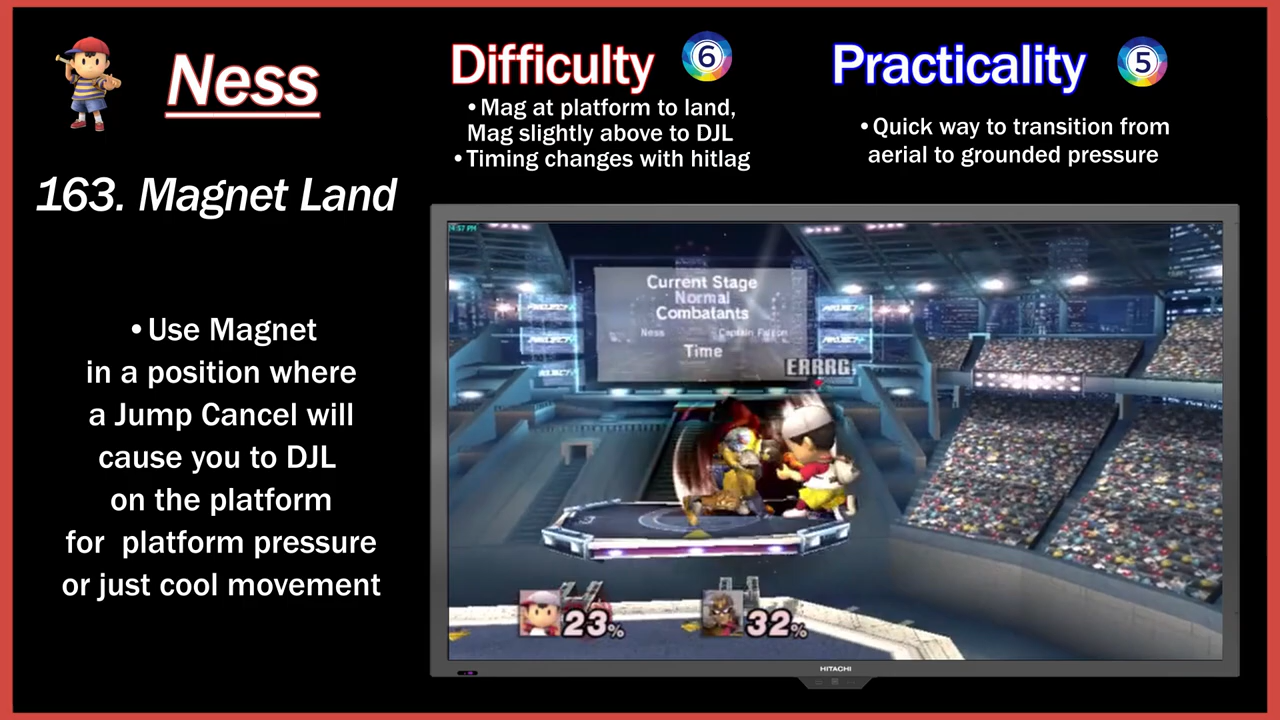 Ness
163. Magnet Land
•Use Magnet
in a position where
a Jump Cancel will
cause you to DJL
on the platform
for platform pressure
or just cool movement
Difficulty 6
•Mag at platform to land,
Mag slightly above to DJL
•Timing changes with hitlag
Practicality 5
•Quick way to transition from
aerial to grounded pressure
4:57 PM
Current Stage
Normal
Combatants
Ness Captain Falcon
Time
ERRRG
23%
32%
HITACHI